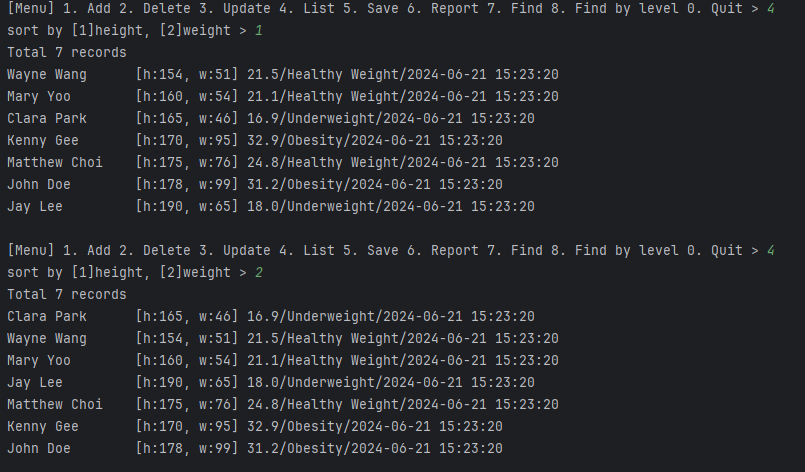 [Menu] 1. Add 2. Delete 3. Update 4. List 5. Save 6. Report 7. Find 8. Find by level 0. Quit > 4
sort by [1]height, [2]weight > 1
Total 7 records
Wayne Wang      [h:154, w:51] 21.5/Healthy Weight/2024-06-21 15:23:20
Mary Yoo        [h:160, w:54] 21.1/Healthy Weight/2024-06-21 15:23:20
Clara Park      [h:165, w:46] 16.9/Underweight/2024-06-21 15:23:20
Kenny Gee       [h:170, w:95] 32.9/Obesity/2024-06-21 15:23:20
Matthew Choi    [h:175, w:76] 24.8/Healthy Weight/2024-06-21 15:23:20
John Doe        [h:178, w:99] 31.2/Obesity/2024-06-21 15:23:20
Jay Lee         [h:190, w:65] 18.0/Underweight/2024-06-21 15:23:20

[Menu] 1. Add 2. Delete 3. Update 4. List 5. Save 6. Report 7. Find 8. Find by level 0. Quit > 4
sort by [1]height, [2]weight > 2
Total 7 records
Clara Park      [h:165, w:46] 16.9/Underweight/2024-06-21 15:23:20
Wayne Wang      [h:154, w:51] 21.5/Healthy Weight/2024-06-21 15:23:20
Mary Yoo        [h:160, w:54] 21.1/Healthy Weight/2024-06-21 15:23:20
Jay Lee         [h:190, w:65] 18.0/Underweight/2024-06-21 15:23:20
Matthew Choi    [h:175, w:76] 24.8/Healthy Weight/2024-06-21 15:23:20
Kenny Gee       [h:170, w:95] 32.9/Obesity/2024-06-21 15:23:20
John Doe        [h:178, w:99] 31.2/Obesity/2024-06-21 15:23:20